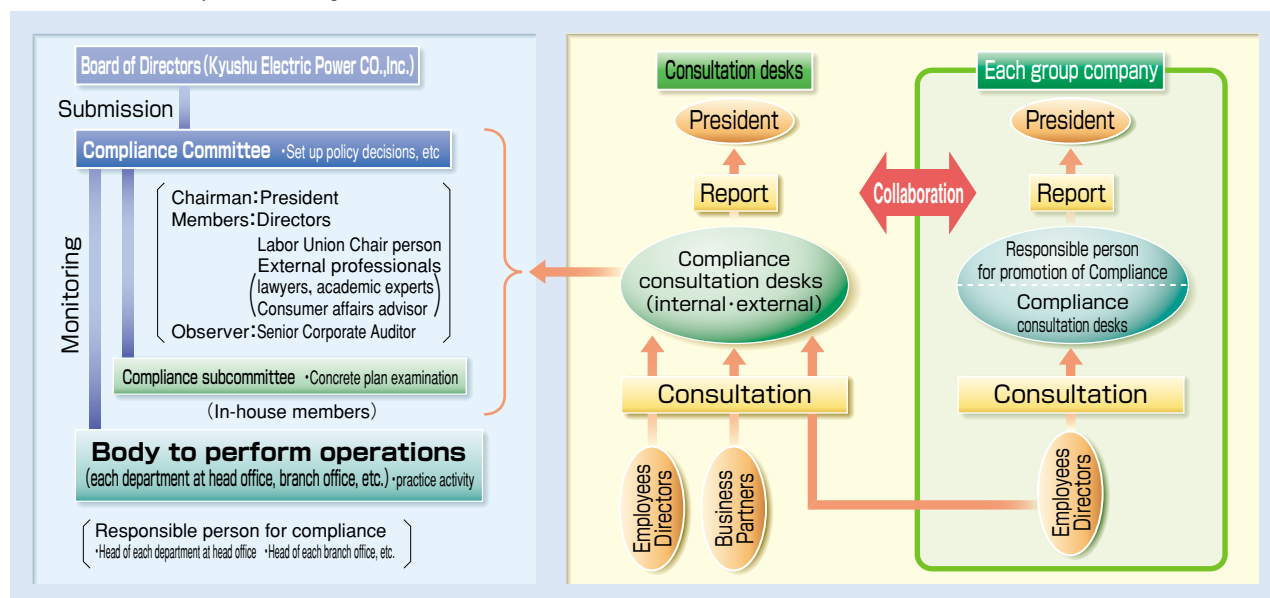 Board of Directors (Kyushu Electric Power CO.,Inc.)
Submission
Compliance Committee ・Set up policy decisions, etc
Chairman：President
Members：Directors
Labor Union Chair person
External professionals
(lawyers, academic experts)
Consumer affairs advisor
Observer：Senior Corporate Auditor
Monitoring
Compliance subcommittee ・Concrete plan examination
(In-house members)
Body to perform operations
(each department at head office, branch office, etc.) ・practice activity
Responsible person for compliance
・Head of each department at head office ・Head of each branch office, etc.
Consultation desks
President
Report
Compliance
consultation desks
(internal・external)
Consultation
Employees
Directors
Business
Partners
Collaboration
Each group company
President
Report
Responsible person
for promotion of Compliance
Compliance
consultation desks
Consultation
Employees
Directors